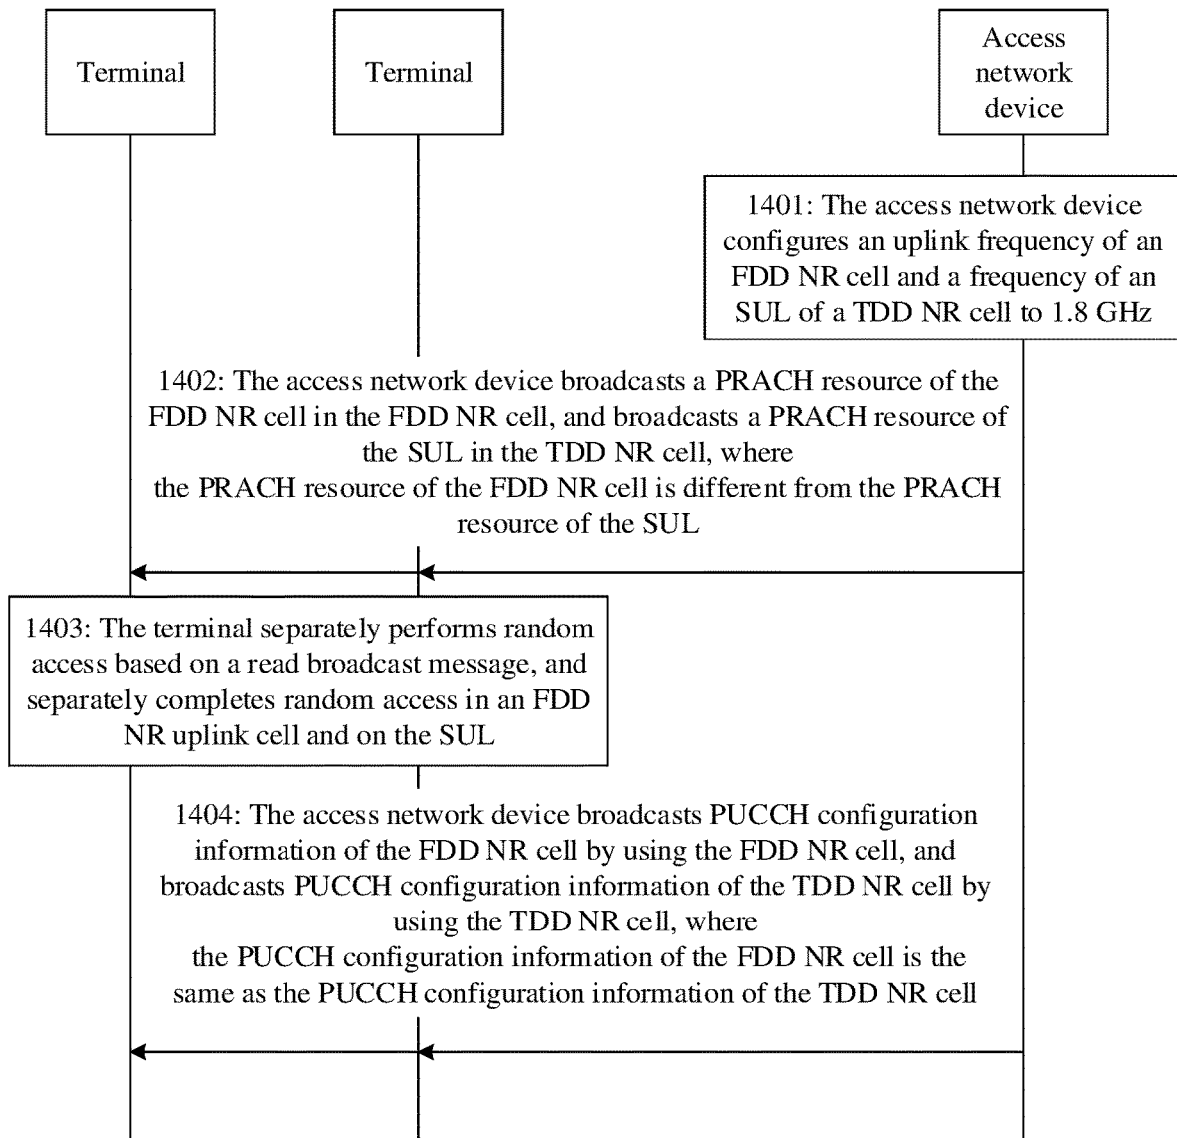 Terminal
Terminal
Access
network
device
1401: The access network device
configures an uplink frequency of an
FDD NR cell and a frequency of an
SUL of a TDD NR cell to 1.8 GHz
1402: The access network device broadcasts a PRACH resource of the
FDD NR cell in the FDD NR cell, and broadcasts a PRACH resource of
the SUL in the TDD NR cell, where
the PRACH resource of the FDD NR cell is different from the PRACH
resource of the SUL
1403: The terminal separately performs random
access based on a read broadcast message, and
separately completes random access in an FDD
NR uplink cell and on the SUL
1404: The access network device broadcasts PUCCH configuration
information of the FDD NR cell by using the FDD NR cell, and
broadcasts PUCCH configuration information of the TDD NR cell by
using the TDD NR cell, where
the PUCCH configuration information of the FDD NR cell is the
same as the PUCCH configuration information of the TDD NR cell